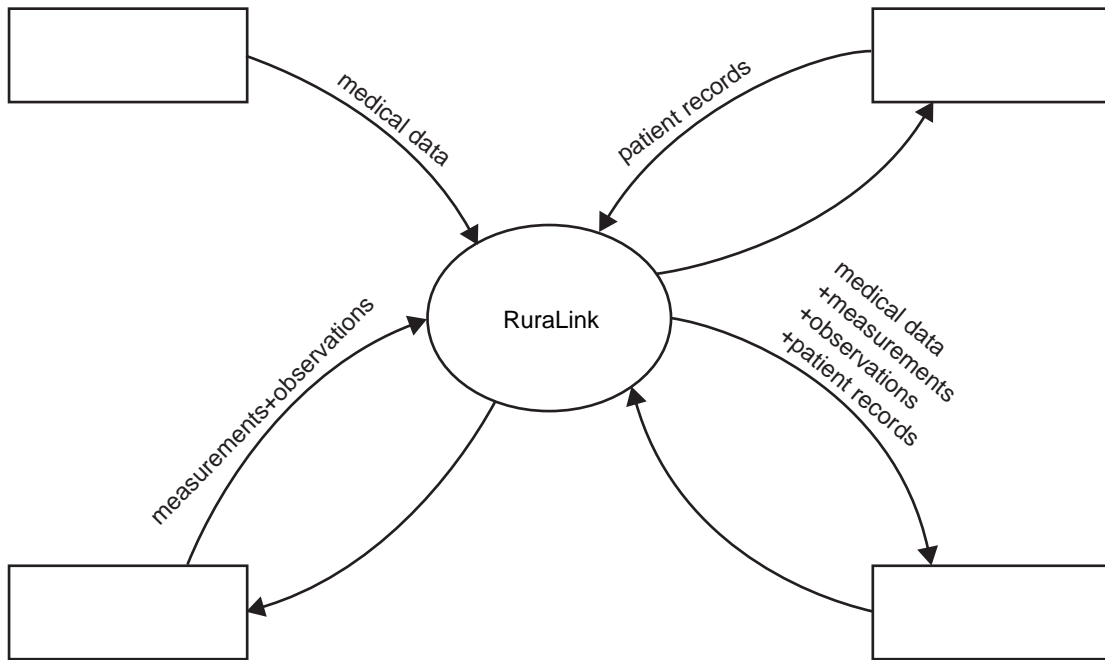 medical data
patient records
RuraLink
measurements+observations
medical data
+measurements
+observations
+patient records